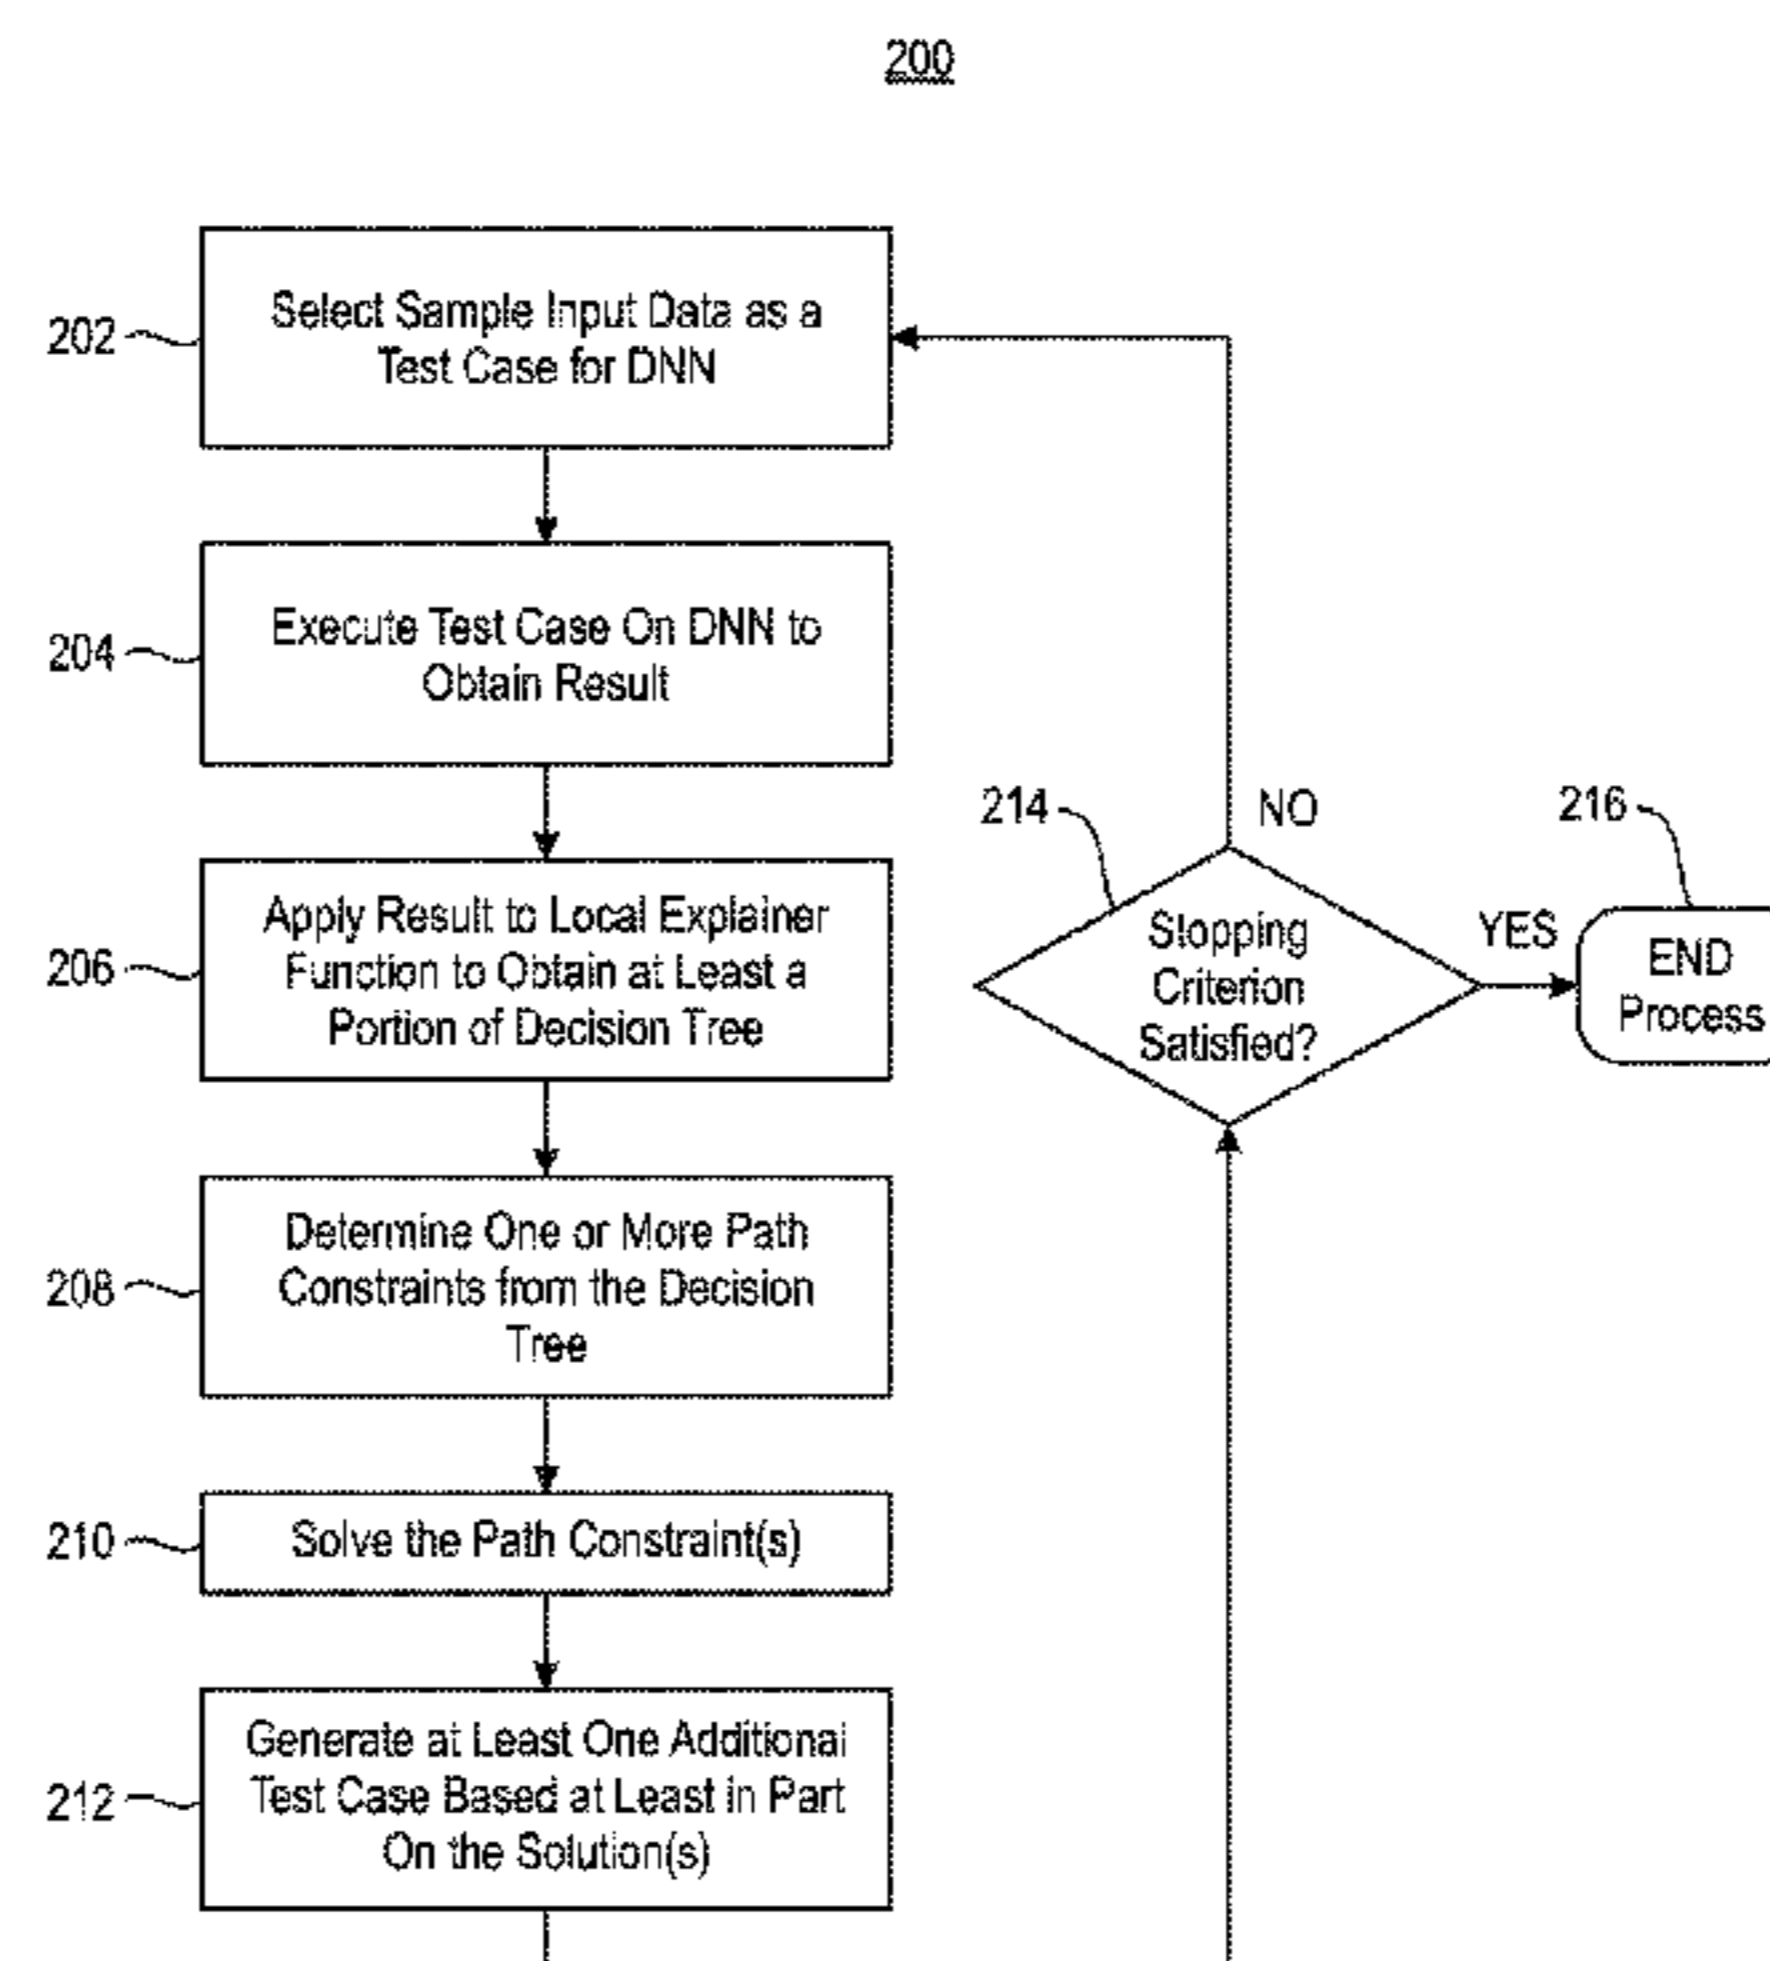 200
202
Select Sample Input Data as a
Test Case for DNN
204
Execute Test Case On DNN to
Obtain Result
206
Apply Result to Local Explainer
Function to Obtain at Least a
Portion of Decision Tree
208
Determine One or More Path
Constraints from the Decision
Tree
210
Solve the Path Constraint(s)
212
Generate at Least One Additional
Test Case Based at Least in Part
On the Solution(s)
214
NO
Stopping
Criterion
Satisfied?
YES
216
END
Process